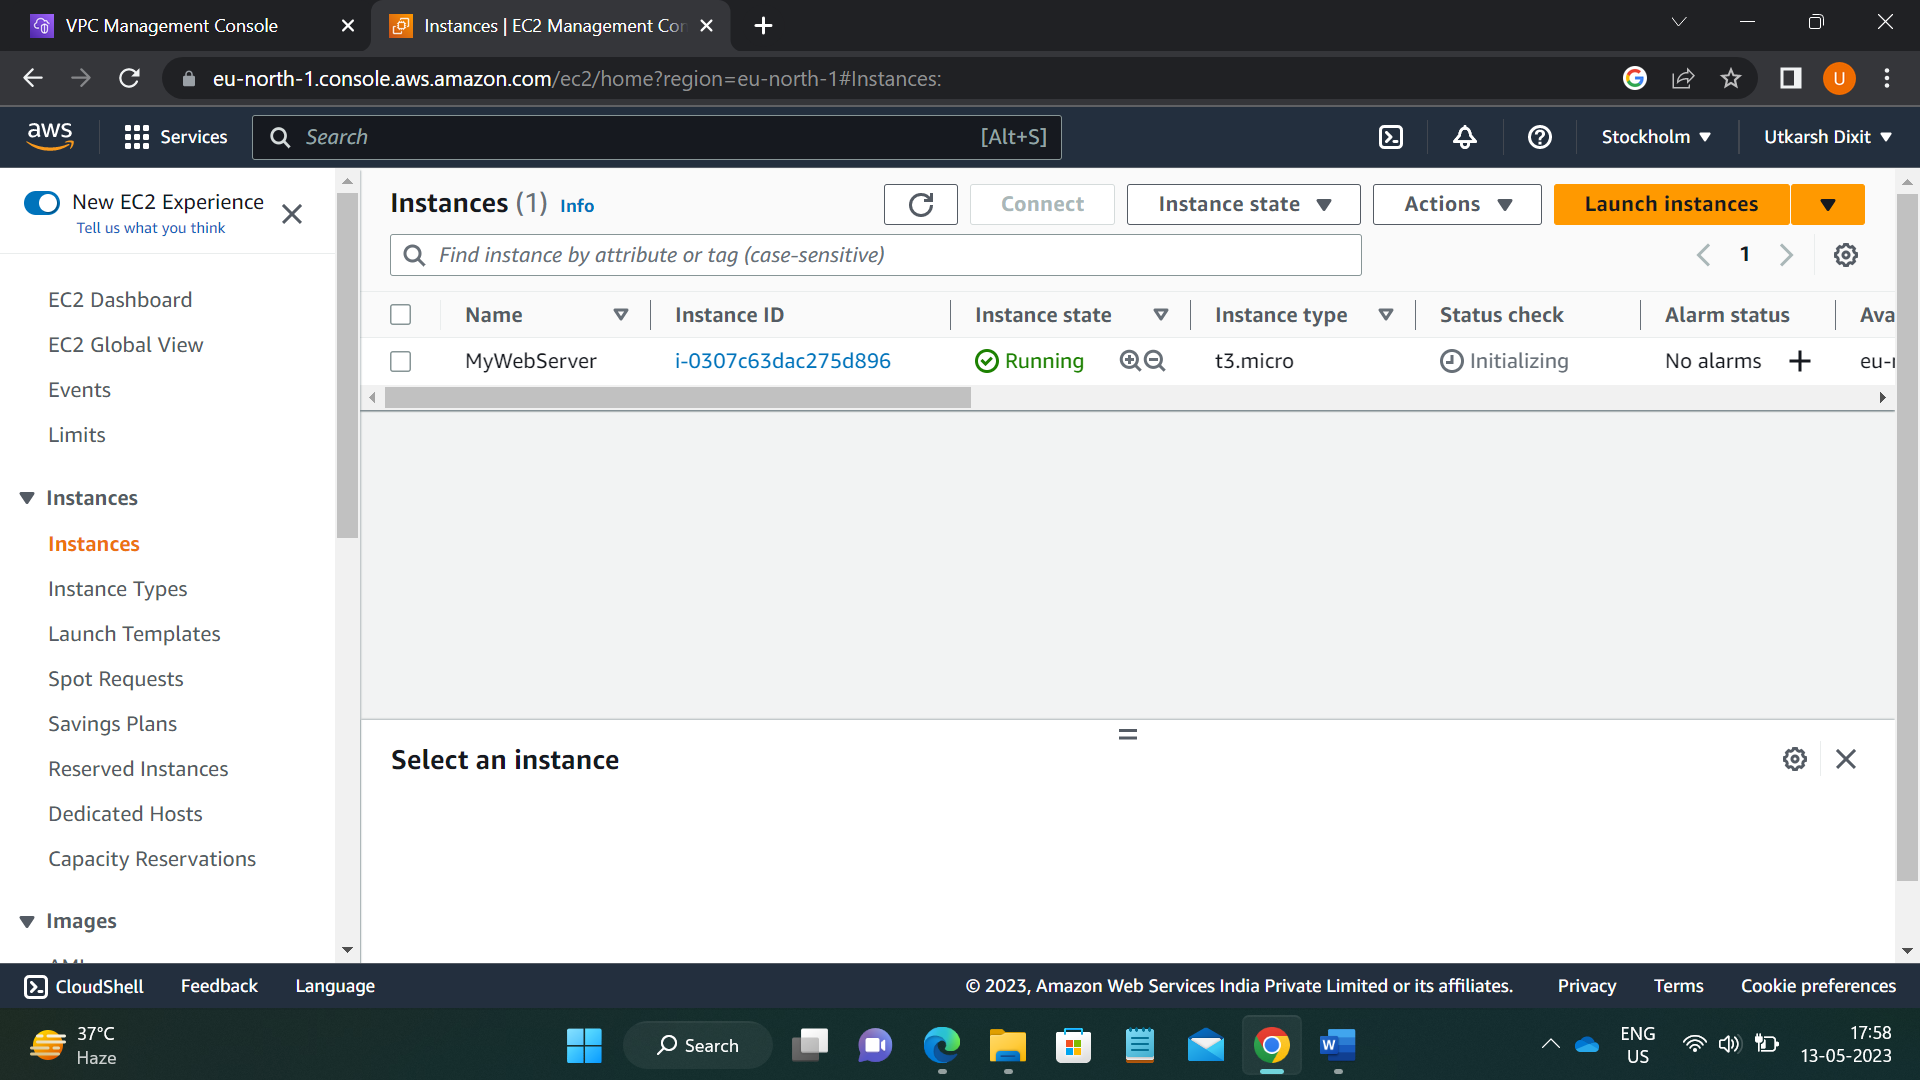 VPC Management Console
Instances | EC2 Management Con
eu-north-1.console.aws.amazon.com/ec2/home?region=eu-north-1#Instances:
U
aws
Services
Search
[Alt+S]
Stockholm
Utkarsh Dixit
New EC2 Experience
Tell us what you think
EC2 Dashboard
EC2 Global View
Events
Limits
Instances
Instances
Instance Types
Launch Templates
Spot Requests
Savings Plans
Reserved Instances
Dedicated Hosts
Capacity Reservations
Images
Instances (1) Info
Connect
Instance state
Actions
Launch instances
Find instance by attribute or tag (case-sensitive)
1
Name Instance ID Instance state Instance type Status check Alarm status Ava
MyWebServer i-0307c63dac275d896 Running t3.micro Initializing No alarms eu-
Select an instance
CloudShell Feedback Language
© 2023, Amazon Web Services India Private Limited or its affiliates. Privacy Terms Cookie preferences
37°C
Haze
Search
W
ENG
US
17:58
13-05-2023